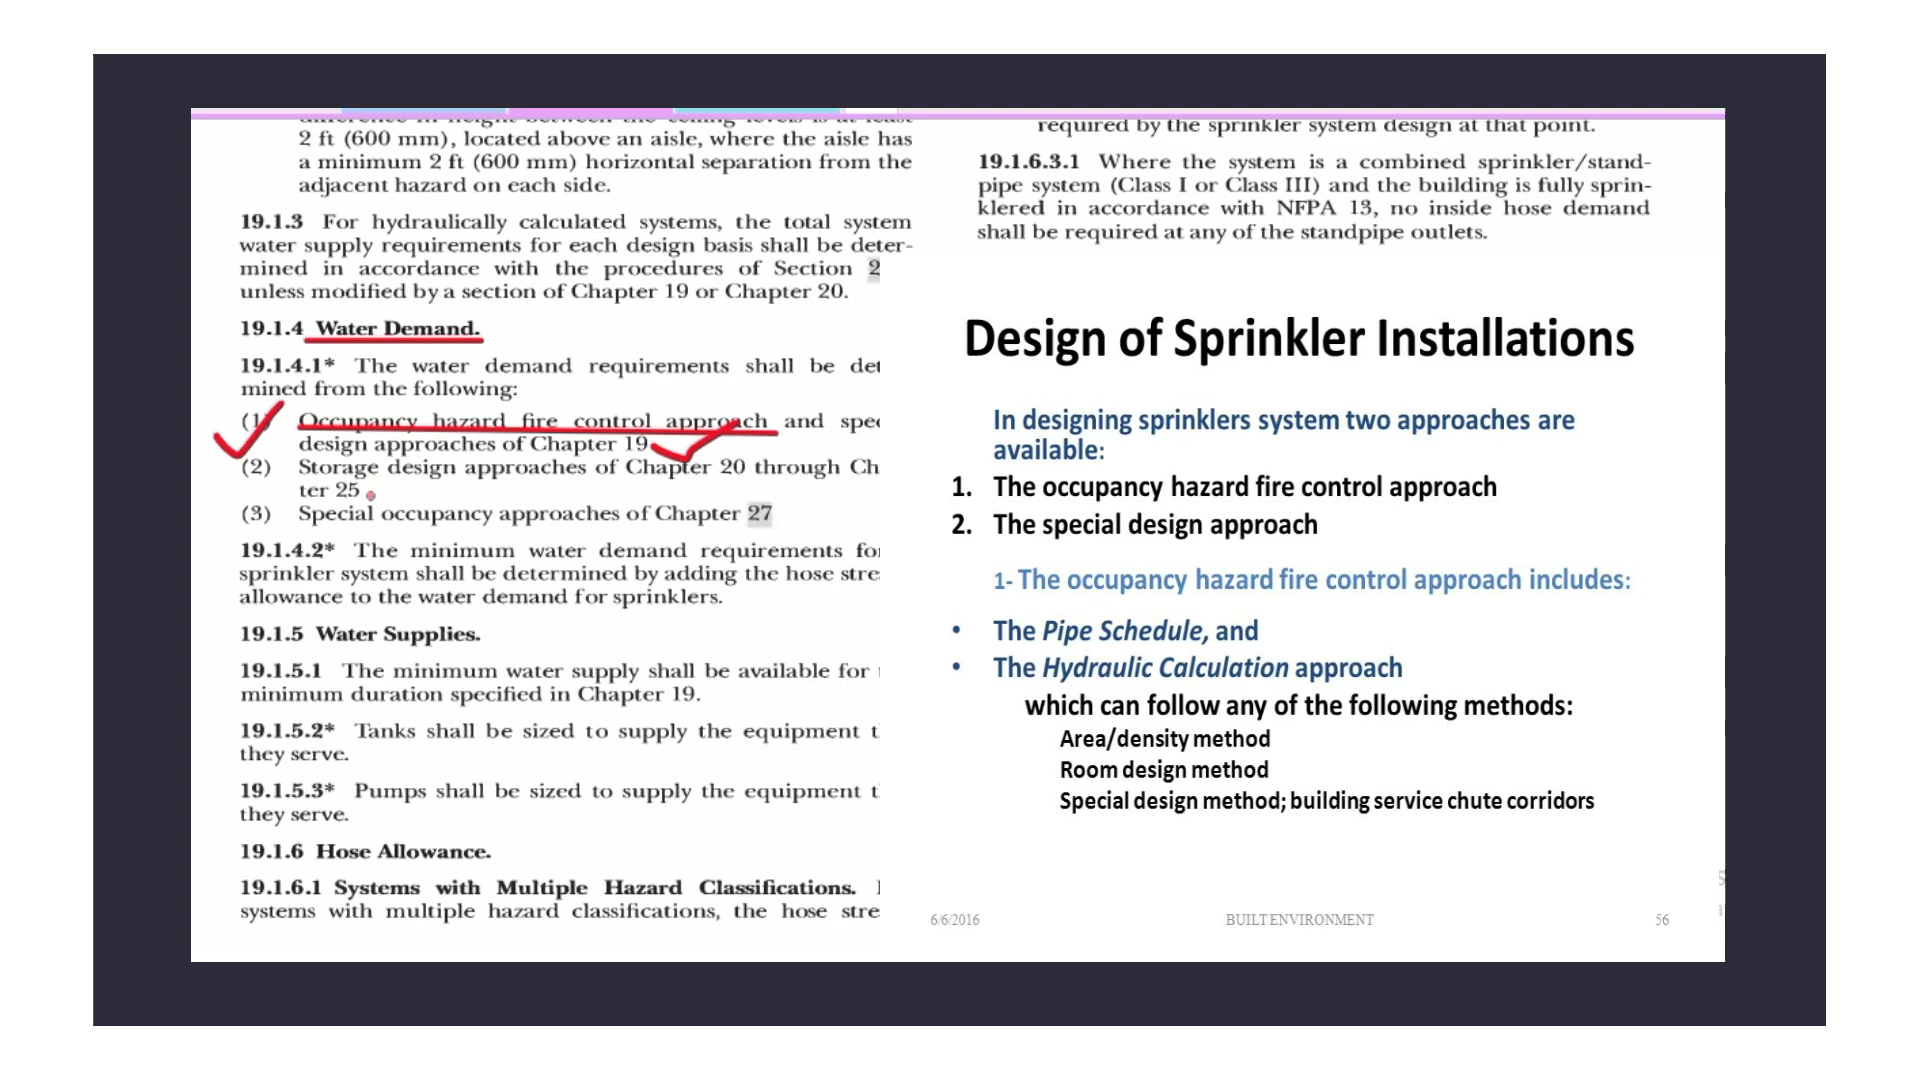 2 ft (600 mm), located above an aisle, where the aisle has
a minimum 2 ft (600 mm) horizontal separation from the
adjacent hazard on each side.
19.1.3 For hydraulically calculated systems, the total system
water supply requirements for each design basis shall be deter-
mined in accordance with the procedures of Section 2
unless modified by a section of Chapter 19 or Chapter 20.
19.1.4 Water Demand.
19.1.4.1* The water demand requirements shall be det
mined from the following:
(1) Occupancy hazard fire control approach and spec
design approaches of Chapter 19
(2) Storage design approaches of Chapter 20 through Ch
ter 25
(3) Special occupancy approaches of Chapter 27
19.1.4.2* The minimum water demand requirements for
sprinkler system shall be determined by adding the hose stre
allowance to the water demand for sprinklers.
19.1.5 Water Supplies.
19.1.5.1 The minimum water supply shall be available for
minimum duration specified in Chapter 19.
19.1.5.2* Tanks shall be sized to supply the equipment t
they serve.
19.1.5.3* Pumps shall be sized to supply the equipment t
they serve.
19.1.6 Hose Allowance.
19.1.6.1 Systems with Multiple Hazard Classifications.
systems with multiple hazard classifications, the hose stre
required by the sprinkler system design at that point.
19.1.6.3.1 Where the system is a combined sprinkler/stand-
pipe system (Class I or Class III) and the building is fully sprin-
klered in accordance with NFPA 13, no inside hose demand
shall be required at any of the standpipe outlets.
Design of Sprinkler Installations
In designing sprinklers system two approaches are
available:
1. The occupancy hazard fire control approach
2. The special design approach
1- The occupancy hazard fire control approach includes:
• The Pipe Schedule, and
• The Hydraulic Calculation approach
which can follow any of the following methods:
Area/density method
Room design method
Special design method; building service chute corridors
6/6/2016
BUILT ENVIRONMENT
56